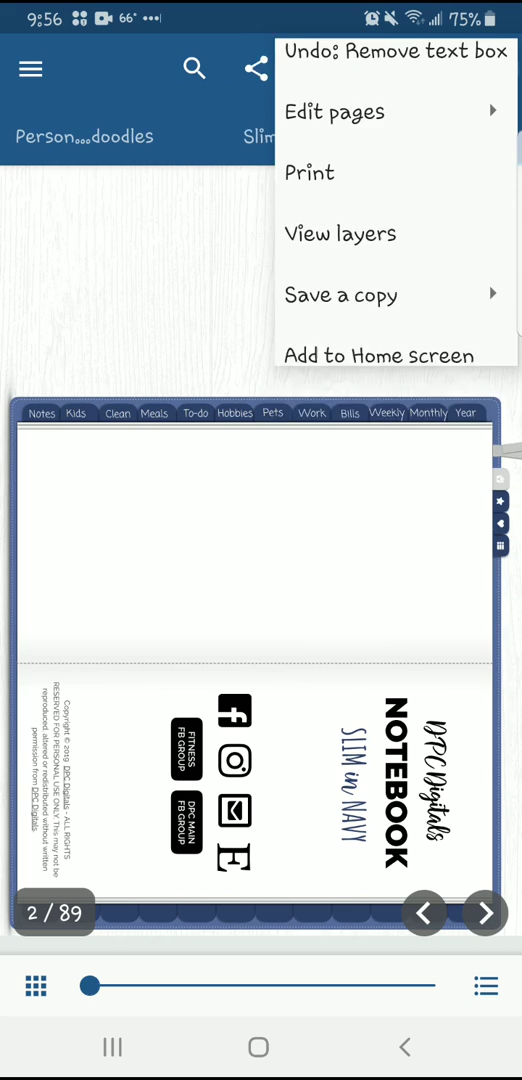 9:56 66° 75%
Person...doodles Slim
Undo: Remove text box
Edit pages
Print
View layers
Save a copy
Add to Home screen
Notes Kids Clean Meals To-do Hobbies Pets Work Bills Weekly Monthly Year
DPC Digitals
NOTEBOOK
SLIM in NAVY
E
FITNESS
FB GROUP
DPC MAIN
FB GROUP
Copyright © 2019 DPC Digitals - ALL RIGHTS
RESERVED FOR PERSONAL USE ONLY. This may not be
reproduced, altered or redistributed without written
permission from DPC Digitals.
2 / 89